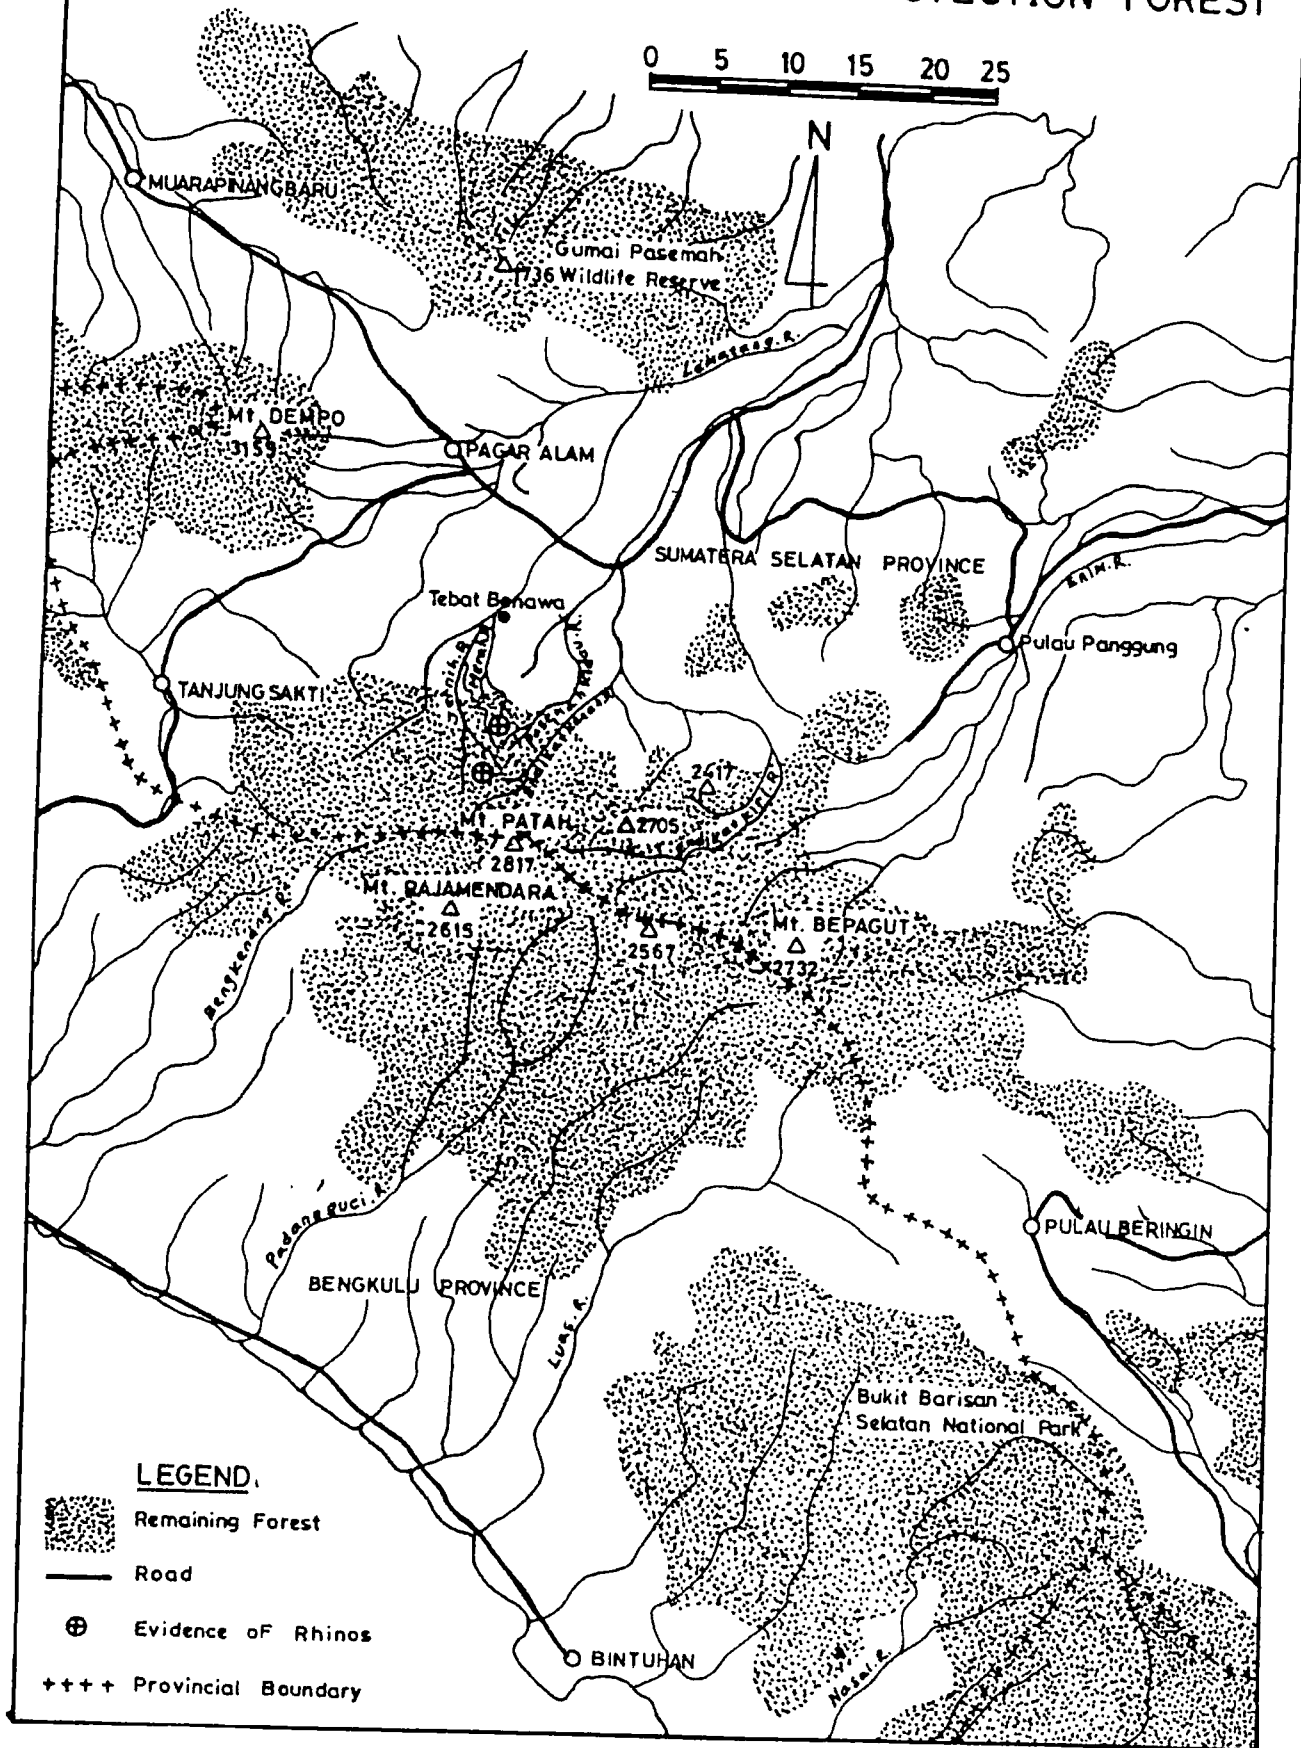 FOREST
0 5 10 15 20 25
N
MUARAPINANGBARU
Gumai Pasemah
1736 Wildlife Reserve
Lematang. R.
Mt. DEMPO
3159
PAGAR ALAM
SUMATERA SELATAN PROVINCE
Enim. R.
Tebat Benawa
Pulau Panggung
TANJUNGSAKTI
2617
Mt. PATAH
2705
2817
Mt. RAJAMENDARA
2615
Mt. BEPAGUT
2567
2732
Bengkenang R.
Padangguci. R.
PULAU BERINGIN
BENGKULU PROVINCE
Luas. R.
Bukit Barisan
Selatan National Park
LEGEND.
Remaining Forest
Road
Evidence oF Rhinos
Provincial Boundary
BINTUHAN
Nasal. R.